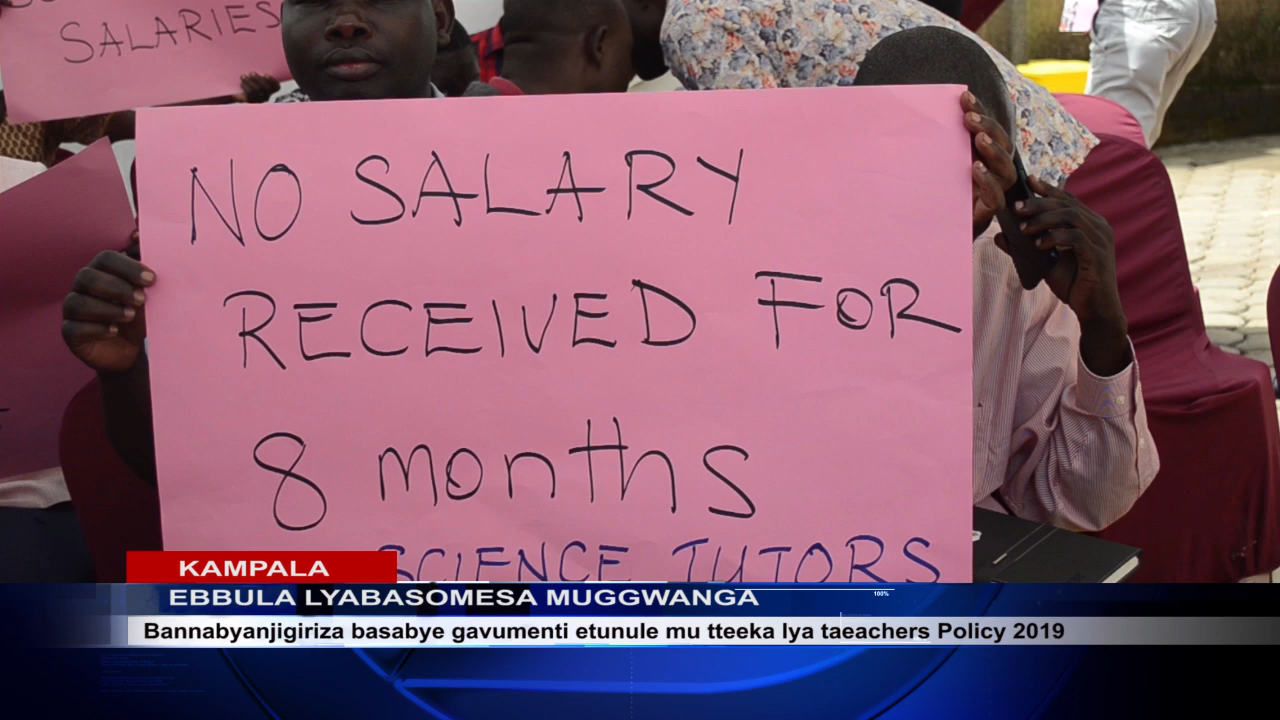 SALARIES
NO SALARY
RECEIVED FOR
8 months
SCIENCE TUTORS
KAMPALA
EBBULA LYABASOMESA MUGGWANGA
100%
Bannabyanjigiriza basabye gavumenti etunule mu tteeka lya taeachers Policy 2019